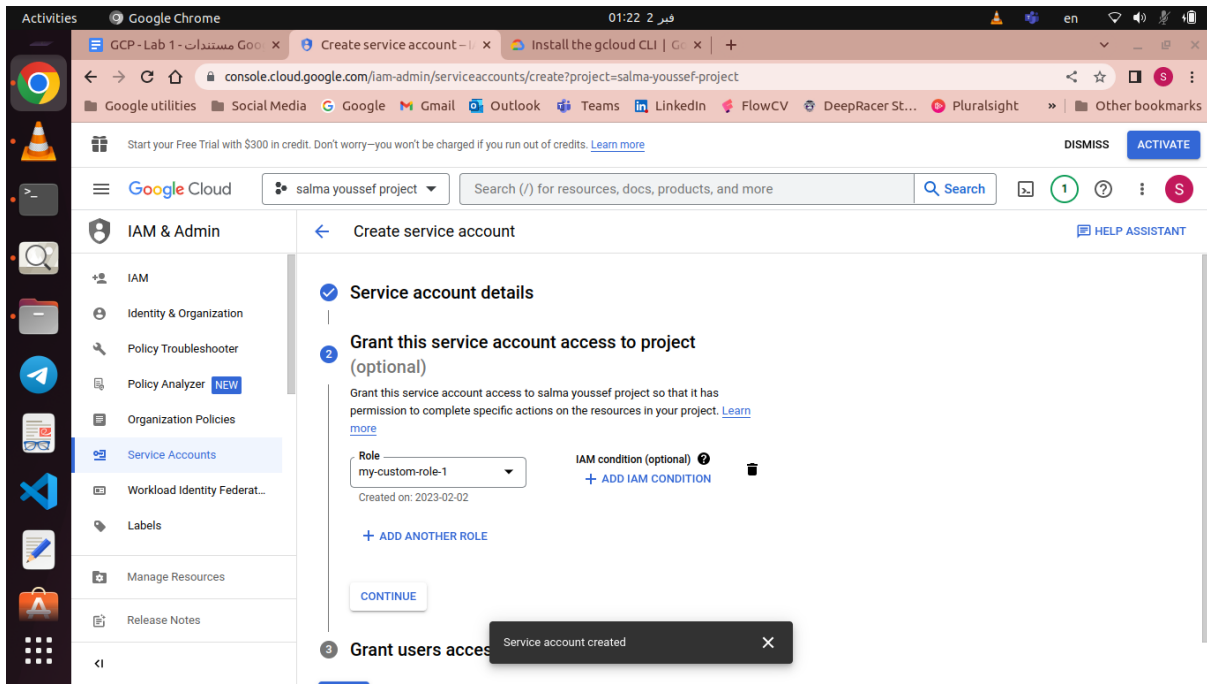 Activities
Google Chrome
01:22 2 فبر
en
GCP - Lab 1 - مستندات Goo
Create service account – I
Install the gcloud CLI | G
console.cloud.google.com/iam-admin/serviceaccounts/create?project=salma-youssef-project
S
Google utilities
Social Media
Google
Gmail
Outlook
Teams
LinkedIn
FlowCV
DeepRacer St...
Pluralsight
»
Other bookmarks
Start your Free Trial with $300 in credit. Don't worry—you won't be charged if you run out of credits. Learn more
DISMISS
ACTIVATE
Google Cloud
salma youssef project
Search (/) for resources, docs, products, and more
Search
1
S
IAM & Admin
Create service account
HELP ASSISTANT
IAM
Identity & Organization
Policy Troubleshooter
Policy Analyzer NEW
Organization Policies
Service Accounts
Workload Identity Federat...
Labels
Manage Resources
Release Notes
Service account details
2
Grant this service account access to project
(optional)
Grant this service account access to salma youssef project so that it has
permission to complete specific actions on the resources in your project. Learn
more
Role
my-custom-role-1
Created on: 2023-02-02
IAM condition (optional)
+ ADD IAM CONDITION
+ ADD ANOTHER ROLE
CONTINUE
3
Grant users acces
Service account created